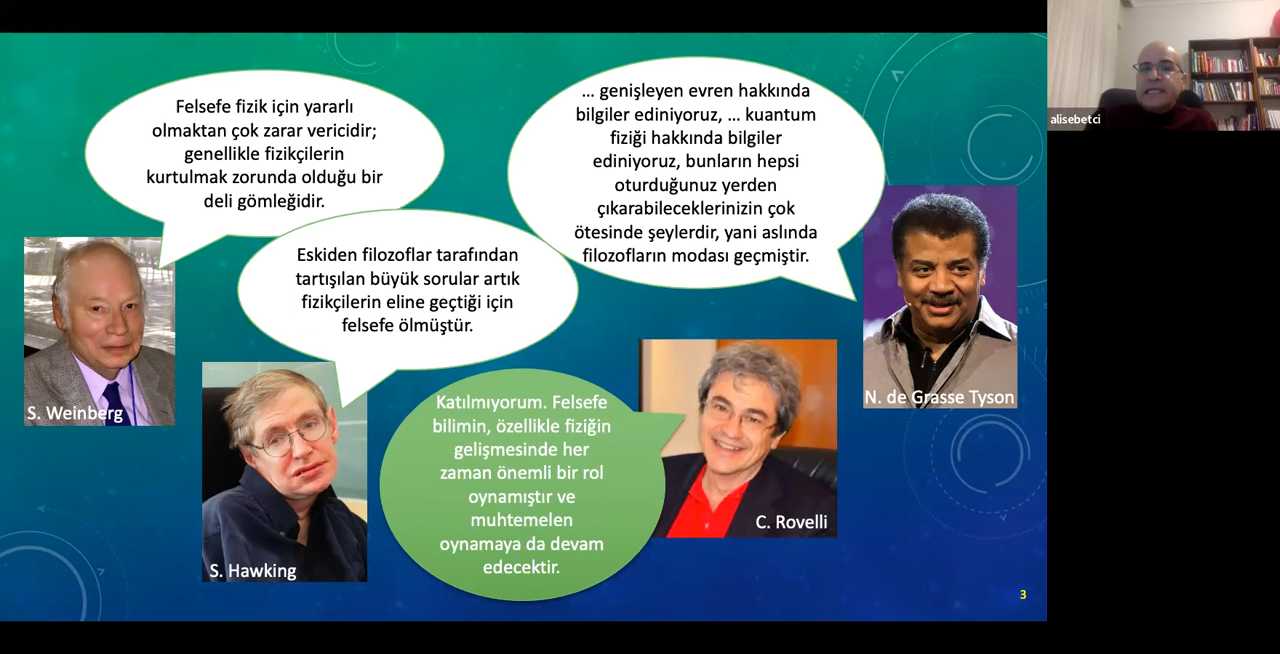 Felsefe fizik için yararlı
olmaktan çok zarar vericidir;
genellikle fizikçilerin
kurtulmak zorunda olduğu bir
deli gömleğidir.
S. Weinberg
Eskiden filozoflar tarafından
tartışılan büyük sorular artık
fizikçilerin eline geçtiği için
felsefe ölmüştür.
S. Hawking
... genişleyen evren hakkında
bilgiler ediniyoruz, ... kuantum
fiziği hakkında bilgiler
ediniyoruz, bunların hepsi
oturduğunuz yerden
çıkarabileceklerinizin çok
ötesinde şeylerdir, yani aslında
filozofların modası geçmiştir.
N. de Grasse Tyson
Katılmıyorum. Felsefe
bilimin, özellikle fiziğin
gelişmesinde her
zaman önemli bir rol
oynamıştır ve
muhtemelen
oynamaya da devam
edecektir.
C. Rovelli
3
alisebetci